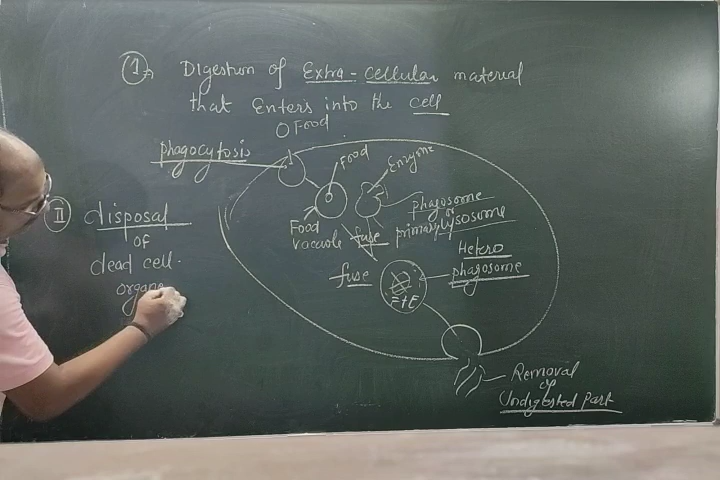 I Digestion of Extra-cellular material
that Enters into the cell
O Food
phagocytosis
Food
Enzyme
Food
vacuole
fuse
phagosome
or
primary lysosome
Hetero
phagosome
fuse
F+E
Removal
of
Undigested Part
II disposal
of
dead cell.
organe